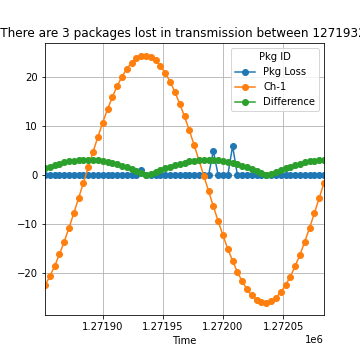 There are 3 packages lost in transmission between 127193
Pkg ID
Pkg Loss
Ch-1
Difference
20
10
0
−10
−20
1.27190 1.27195 1.27200 1.27205
1e6
Time